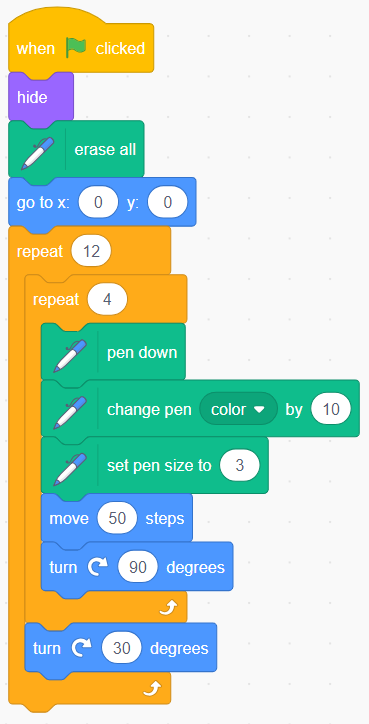 when clicked
hide
erase all
go to x: 0 y: 0
repeat 12
repeat 4
pen down
change pen color by 10
set pen size to 3
move 50 steps
turn 90 degrees
turn 30 degrees